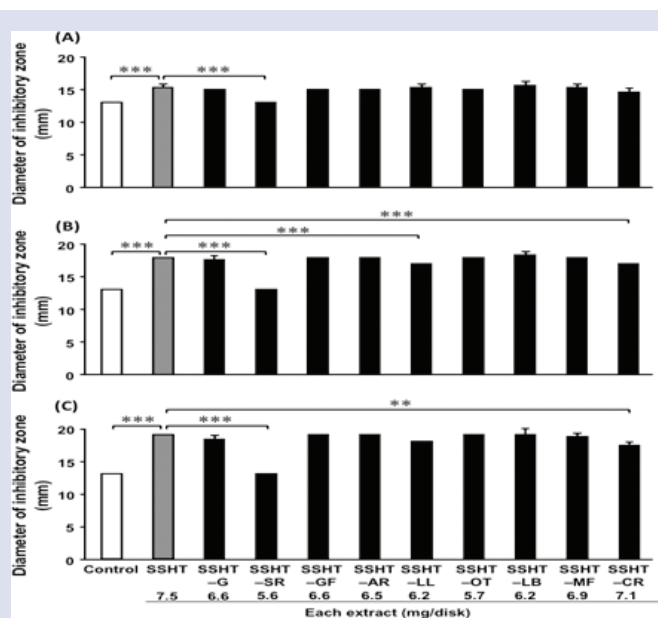 (A)
Diameter of inhibitory zone
(mm)
20
15
10
5
0
*** ***
(B)
Diameter of inhibitory zone
(mm)
20
15
10
5
0
***
***
*** ***
(C)
Diameter of inhibitory zone
(mm)
20
15
10
5
0
**
*** ***
Control SSHT SSHT SSHT SSHT SSHT SSHT SSHT SSHT SSHT SSHT
–G –SR –GF –AR –LL –OT –LB –MF –CR
7.5 6.6 5.6 6.6 6.5 6.2 5.7 6.2 6.9 7.1
Each extract (mg/disk)